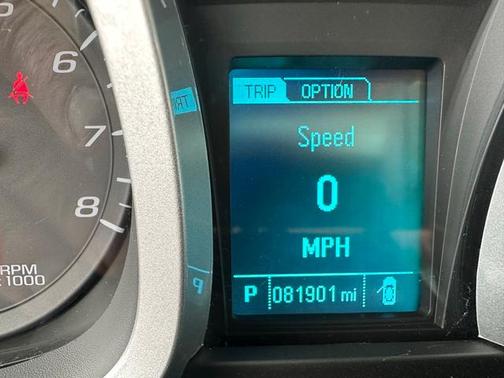 TRIP OPTION
Speed
0
MPH
P 081901 mi
6
7
8
RPM
x1000